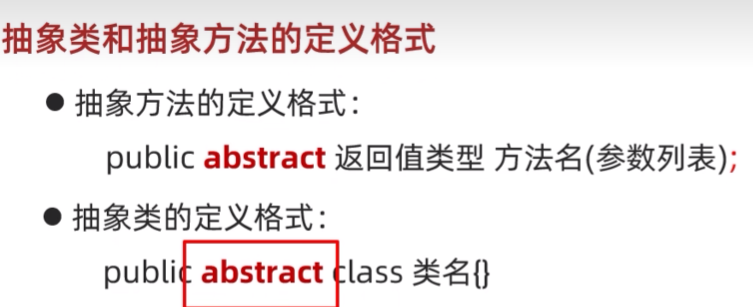 抽象类和抽象方法的定义格式
● 抽象方法的定义格式：
public abstract 返回值类型 方法名(参数列表);
● 抽象类的定义格式：
public abstract class 类名{}